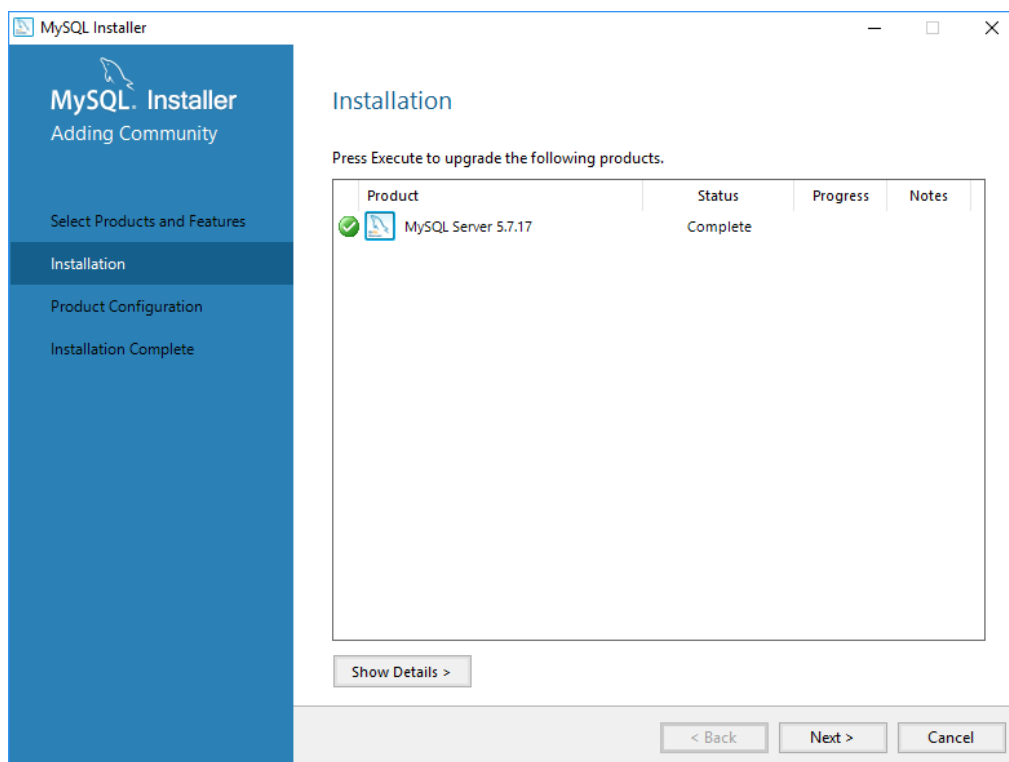 MySQL Installer
MySQL. Installer
Adding Community
Select Products and Features
Installation
Product Configuration
Installation Complete
Installation
Press Execute to upgrade the following products.
Product Status Progress Notes
MySQL Server 5.7.17 Complete
Show Details >
< Back Next > Cancel